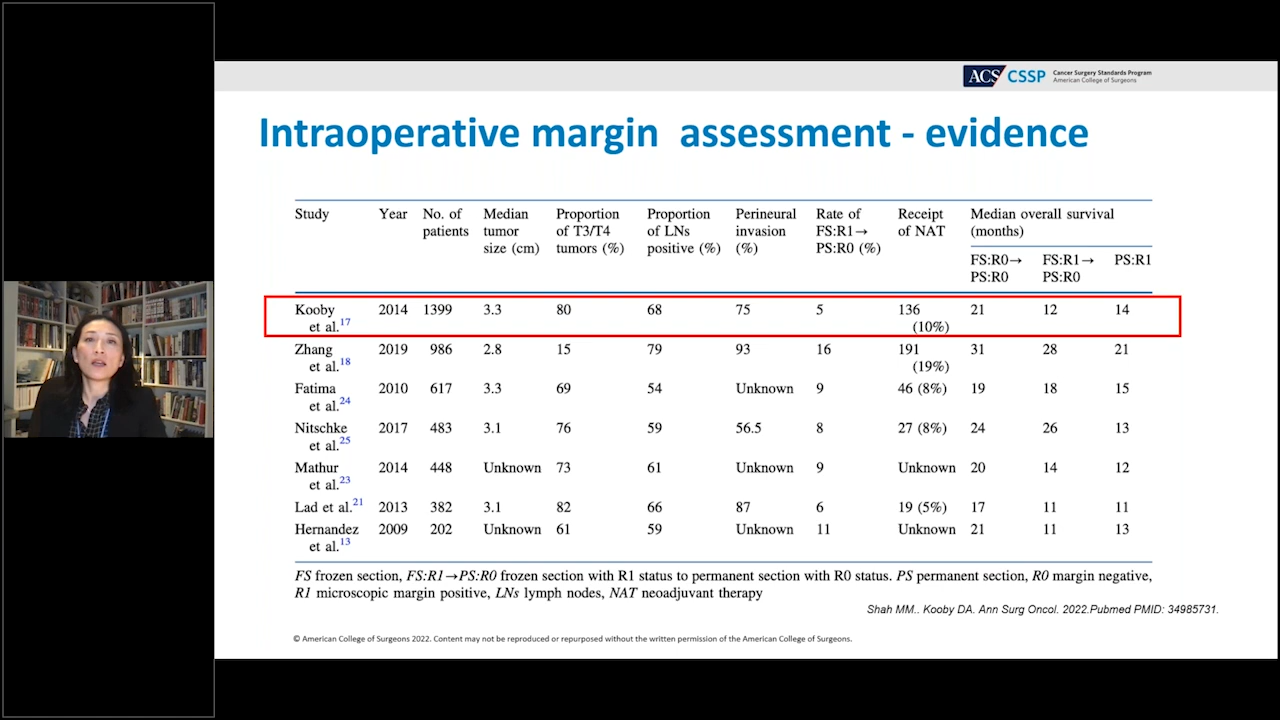 ACS CSSP Cancer Surgery Standards Program
American College of Surgeons
Intraoperative margin assessment - evidence
Study Year No. of patients Median tumor size (cm) Proportion of T3/T4 tumors (%) Proportion of LNs positive (%) Perineural invasion (%) Rate of FS:R1→ PS:R0 (%) Receipt of NAT Median overall survival (months)
FS:R0→ PS:R0 FS:R1→ PS:R0 PS:R1
Kooby et al.17 2014 1399 3.3 80 68 75 5 136 (10%) 21 12 14
Zhang et al.18 2019 986 2.8 15 79 93 16 191 (19%) 31 28 21
Fatima et al.24 2010 617 3.3 69 54 Unknown 9 46 (8%) 19 18 15
Nitschke et al.25 2017 483 3.1 76 59 56.5 8 27 (8%) 24 26 13
Mathur et al.23 2014 448 Unknown 73 61 Unknown 9 Unknown 20 14 12
Lad et al.21 2013 382 3.1 82 66 87 6 19 (5%) 17 11 11
Hernandez et al.13 2009 202 Unknown 61 59 Unknown 11 Unknown 21 11 13
FS frozen section, FS:R1→PS:R0 frozen section with R1 status to permanent section with R0 status. PS permanent section, R0 margin negative,
R1 microscopic margin positive, LNs lymph nodes, NAT neoadjuvant therapy
Shah MM.. Kooby DA. Ann Surg Oncol. 2022.Pubmed PMID: 34985731.
© American College of Surgeons 2022. Content may not be reproduced or repurposed without the written permission of the American College of Surgeons.